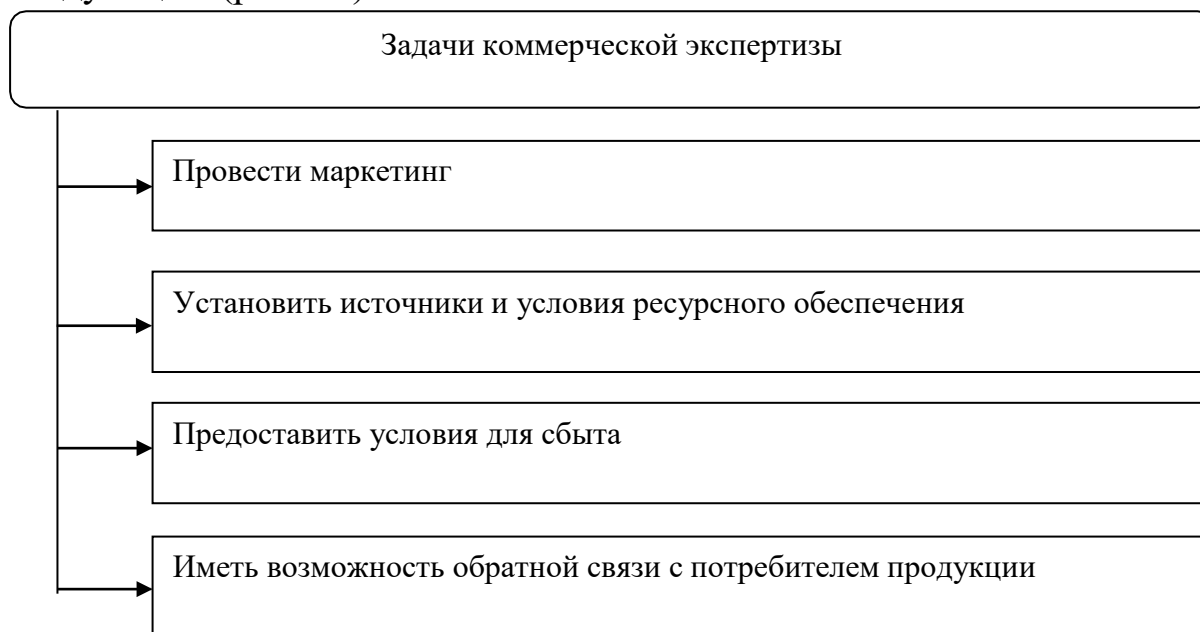 Задачи коммерческой экспертизы
Провести маркетинг
Установить источники и условия ресурсного обеспечения
Предоставить условия для сбыта
Иметь возможность обратной связи с потребителем продукции